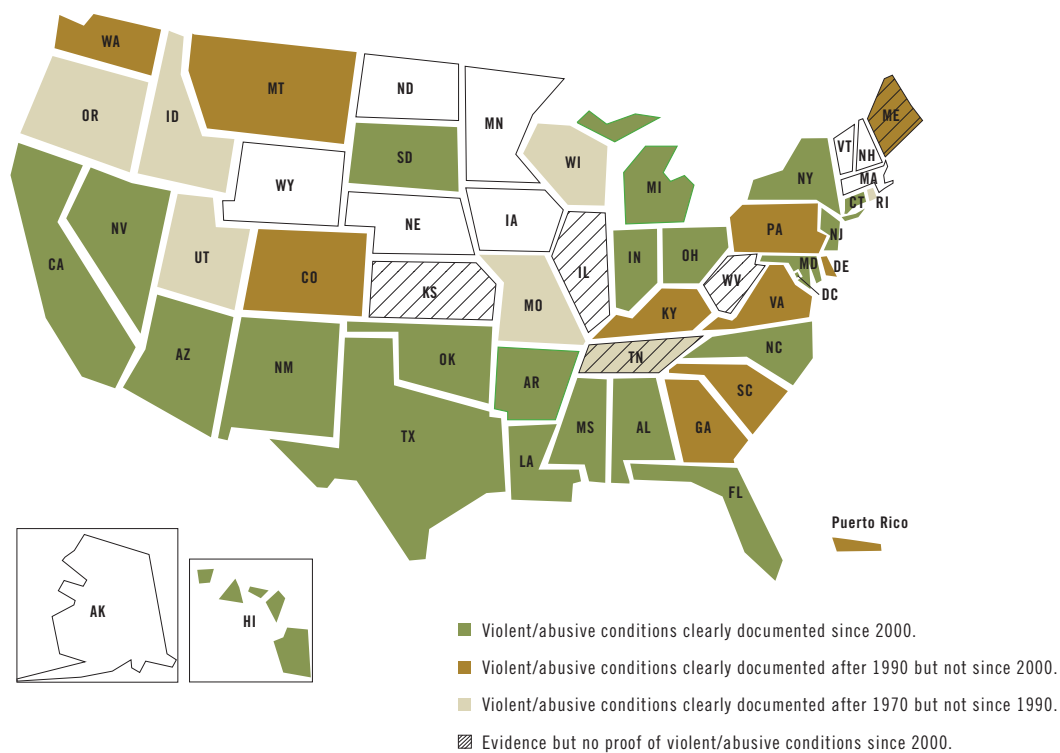 WA
MT
ND
MN
OR
ID
SD
WI
MI
ME
VT
NH
WY
NY
MA
CT
RI
NE
IA
NV
PA
NJ
CA
UT
CO
IL
IN
OH
MD
DE
KS
WV
DC
MO
KY
VA
AZ
NM
OK
TN
NC
AR
SC
TX
MS
AL
GA
LA
FL
Puerto Rico
AK
HI
Violent/abusive conditions clearly documented since 2000.
Violent/abusive conditions clearly documented after 1990 but not since 2000.
Violent/abusive conditions clearly documented after 1970 but not since 1990.
Evidence but no proof of violent/abusive conditions since 2000.